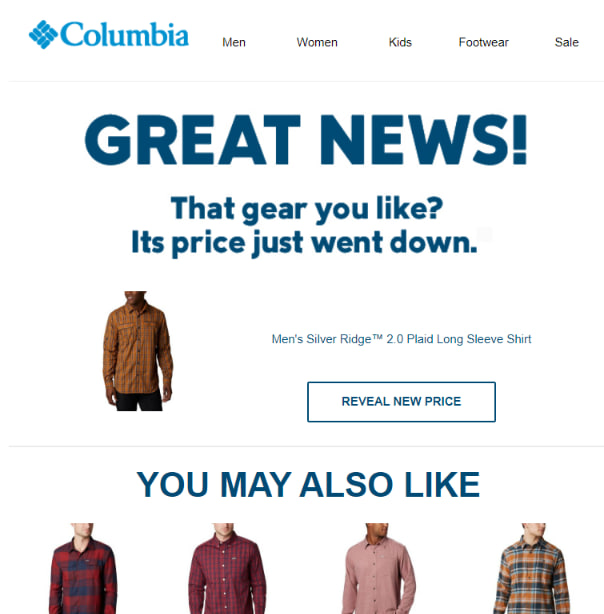 Columbia
Men Women Kids Footwear Sale
GREAT NEWS!
That gear you like?
Its price just went down.
Men's Silver Ridge™ 2.0 Plaid Long Sleeve Shirt
REVEAL NEW PRICE
YOU MAY ALSO LIKE